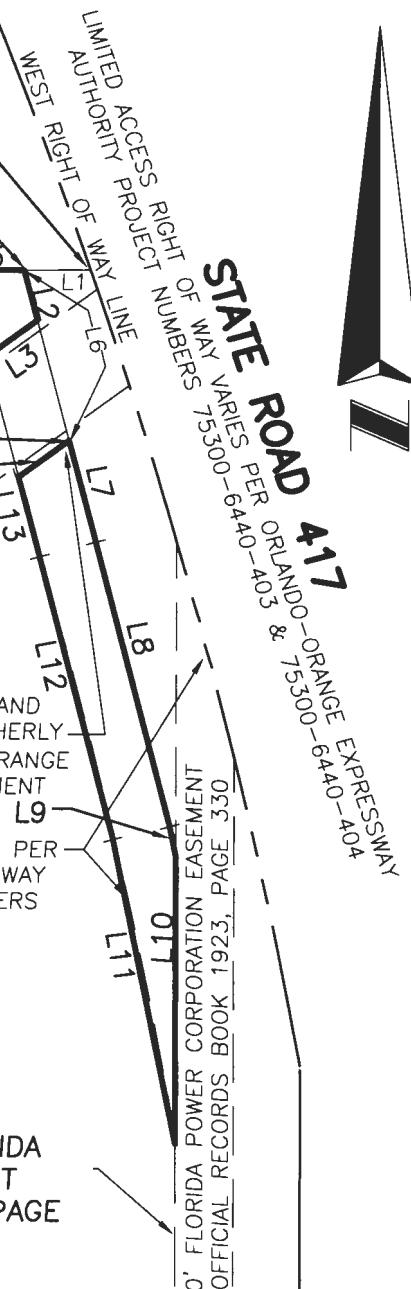 LIMITED ACCESS RIGHT OF WAY VARIES PER ORLANDO-ORANGE EXPRESSWAY
AUTHORITY PROJECT NUMBERS 75300-6440-403 & 75300-6440-404
WEST RIGHT OF WAY LINE
STATE ROAD 417
N
L1
L2
L6
L3
L7
L13
L8
L12
AND
HERLY
RANGE
MENT
L9
PER
WAY
ERS
L10
L11
0' FLORIDA POWER CORPORATION EASEMENT
OFFICIAL RECORDS BOOK 1923, PAGE 330
IDA
T
PAGE